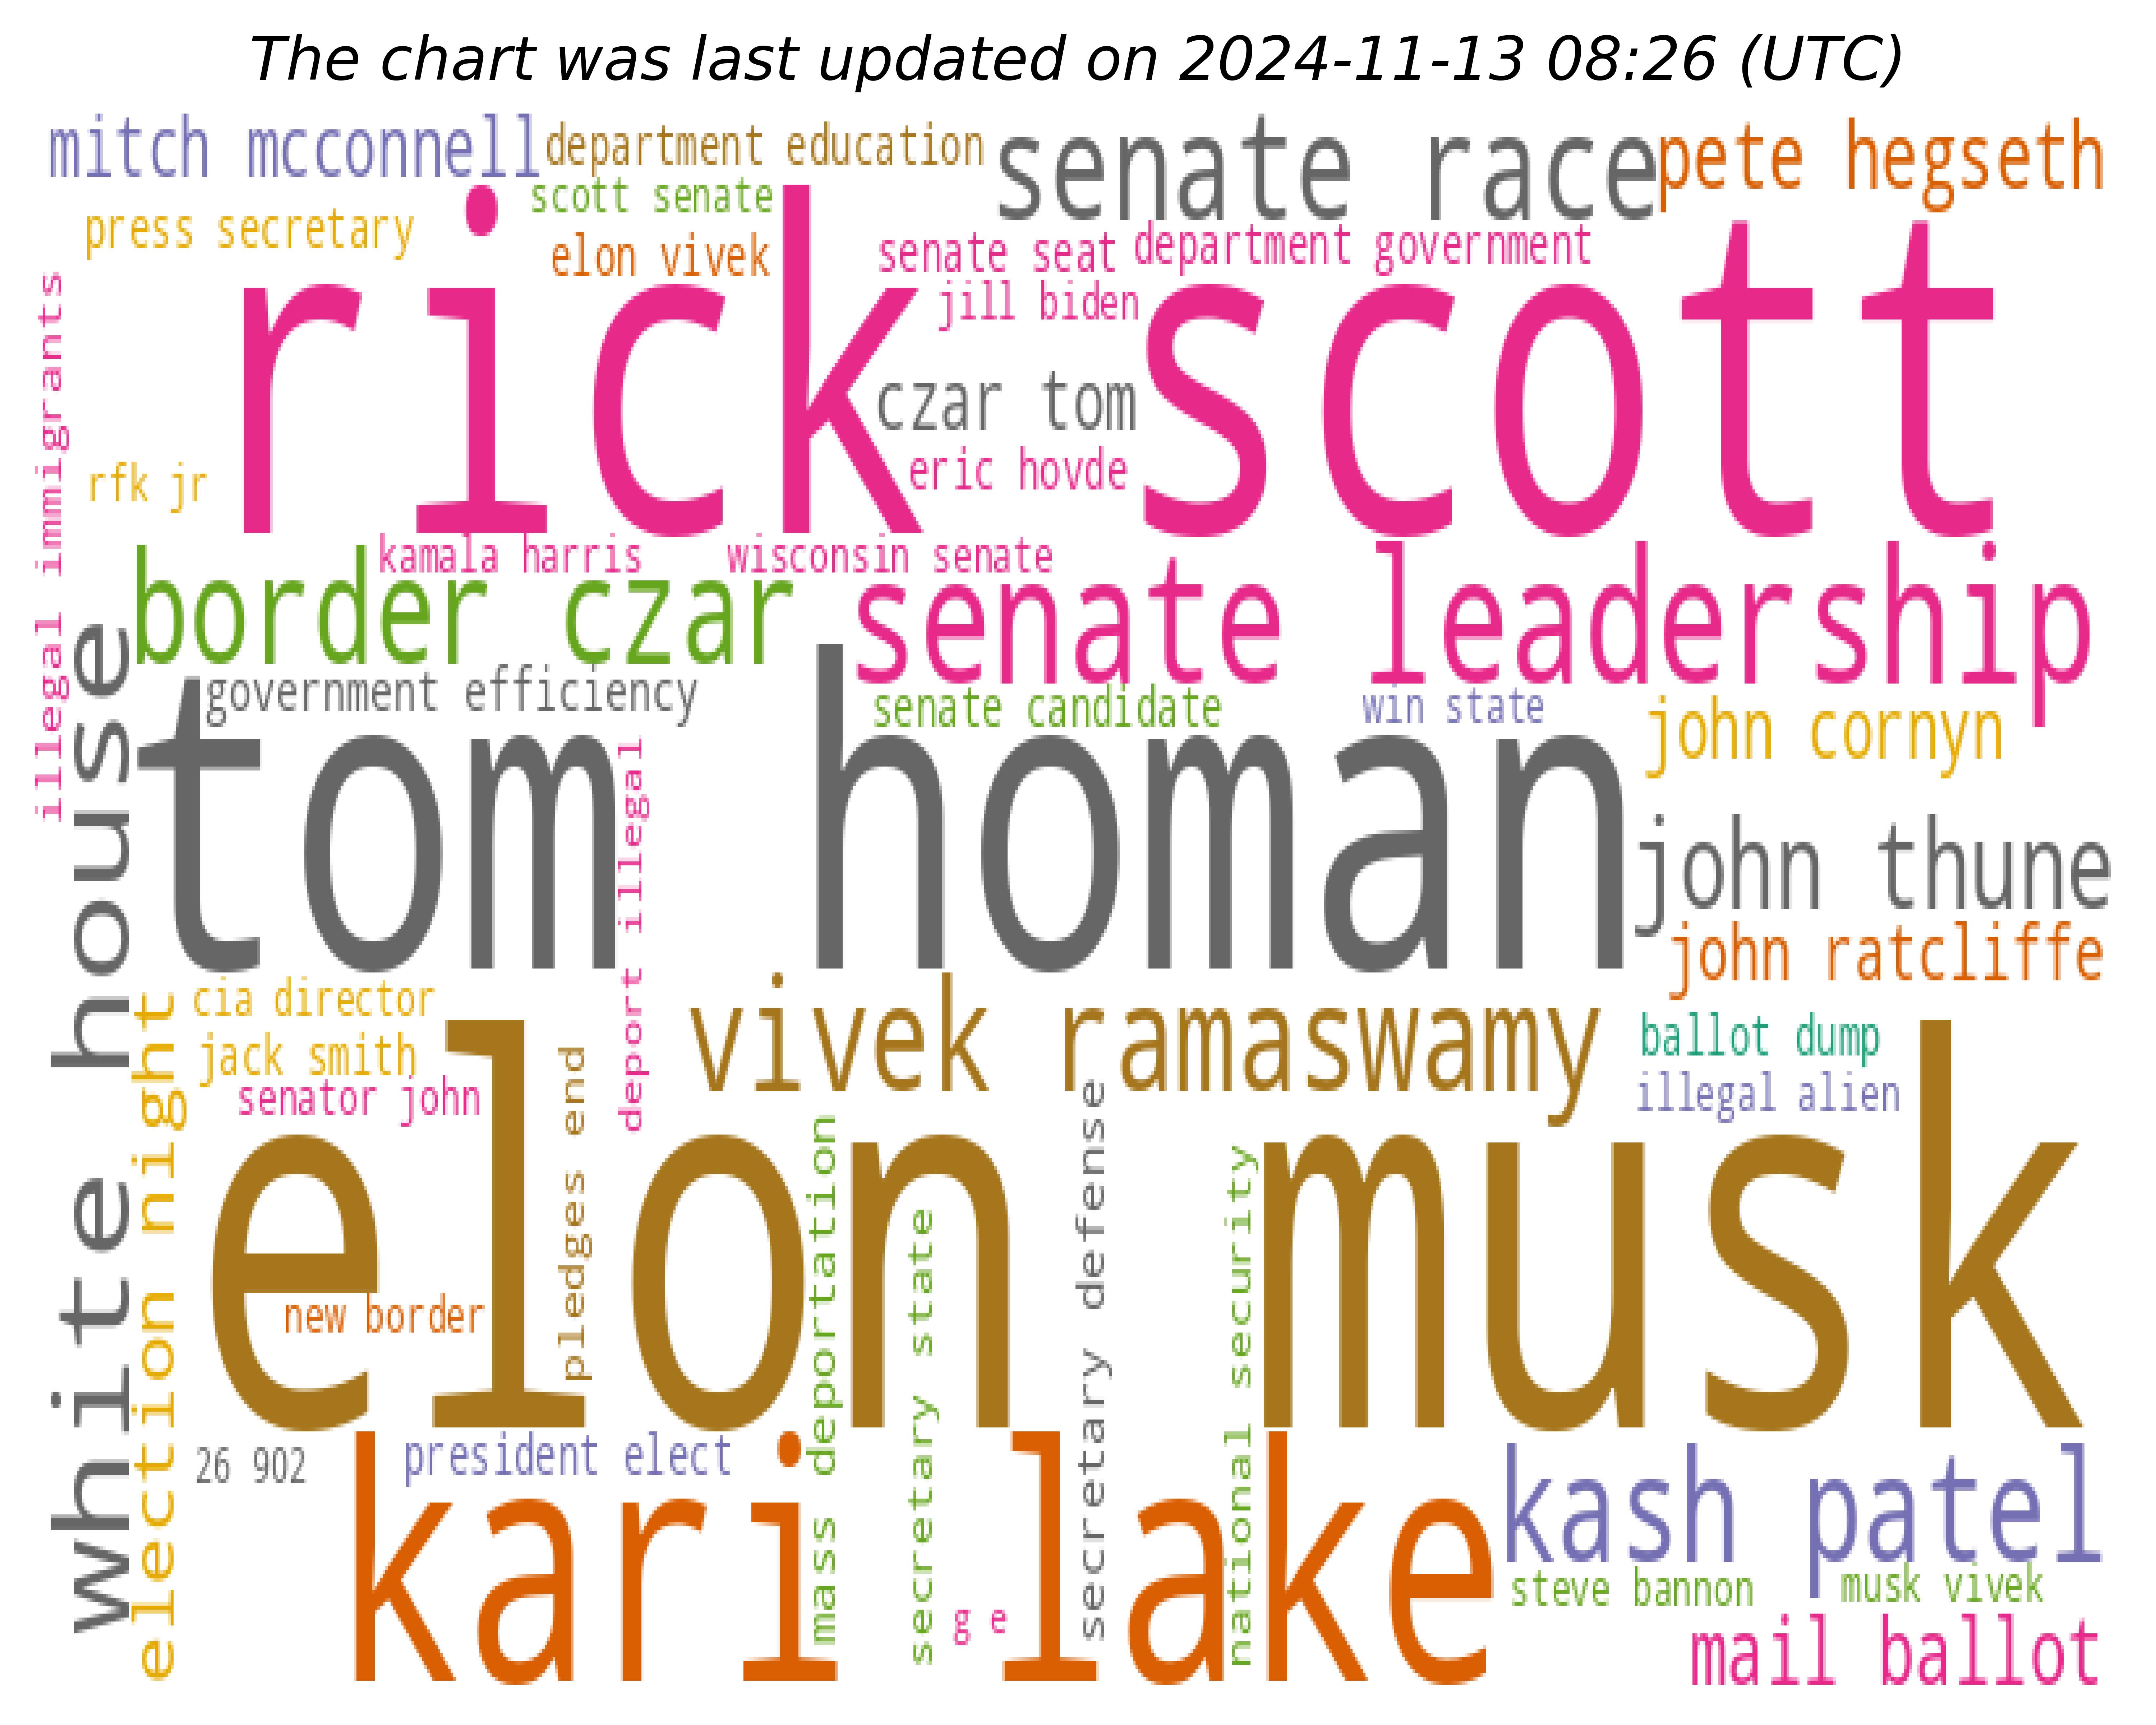 The chart was last updated on 2024-11-13 08:26 (UTC)
mitch mcconnell
department education
senate race
pete hegseth
scott senate
press secretary
elon vivek
senate seat
department government
jill biden
rick scott
illegal immigrants
czar tom
eric hovde
rfk jr
kamala harris
wisconsin senate
border czar
senate leadership
white house
government efficiency
senate candidate
win state
john cornyn
tom homan
deport illegal
john thune
john ratcliffe
cia director
vivek ramaswamy
election night
jack smith
ballot dump
senator john
illegal alien
pledges end
elon musk
mass deportation
secretary state
secretary defense
national security
new border
26 902
president elect
kari lake
kash patel
steve bannon
musk vivek
g e
mail ballot